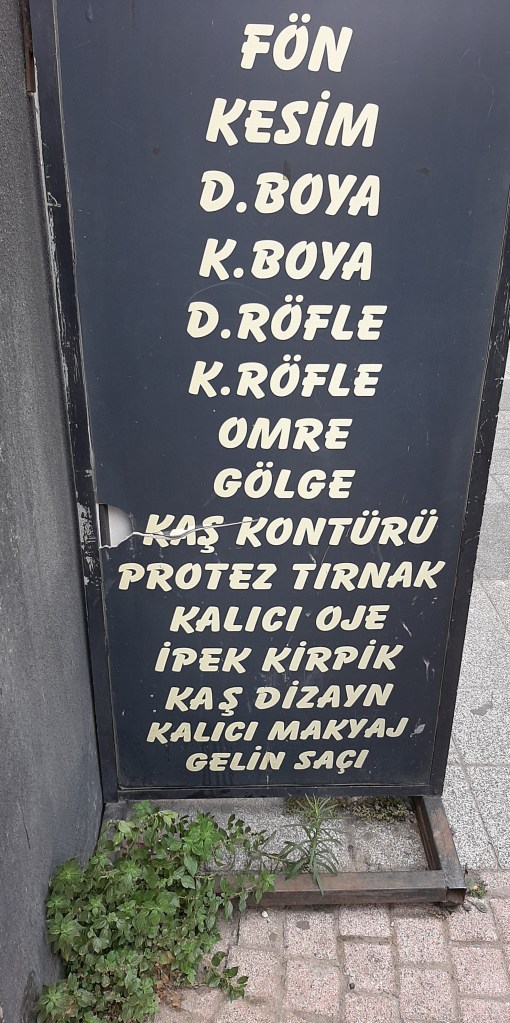 FÖN
KESİM
D.BOYA
K.BOYA
D.RÖFLE
K.RÖFLE
OMRE
GÖLGE
KAŞ KONTÜRÜ
PROTEZ TIRNAK
KALICI OJE
İPEK KİRPİK
KAŞ DİZAYN
KALICI MAKYAJ
GELİN SAÇI